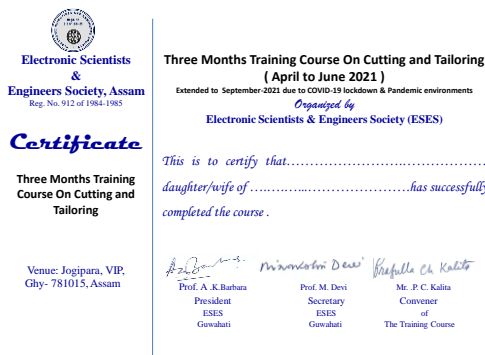 Electronic Scientists
&
Engineers Society, Assam
Reg. No. 912 of 1984-1985
Certificate
Three Months Training
Course On Cutting and
Tailoring
Venue: Jogipara, VIP,
Ghy- 781015, Assam
Three Months Training Course On Cutting and Tailoring
( April to June 2021 )
Extended to September-2021 due to COVID-19 lockdown & Pandemic environments
Organized by
Electronic Scientists & Engineers Society (ESES)
This is to certify that……………………….……………….
daughter/wife of ….…….…..…………………….has successfully
completed the course .
Prafulla Ch Kalita
Prof. A .K.Barbara
President
ESES
Guwahati
Prof. M. Devi
Secretary
ESES
Guwahati
Mr. .P. C. Kalita
Convener
of
The Training Course